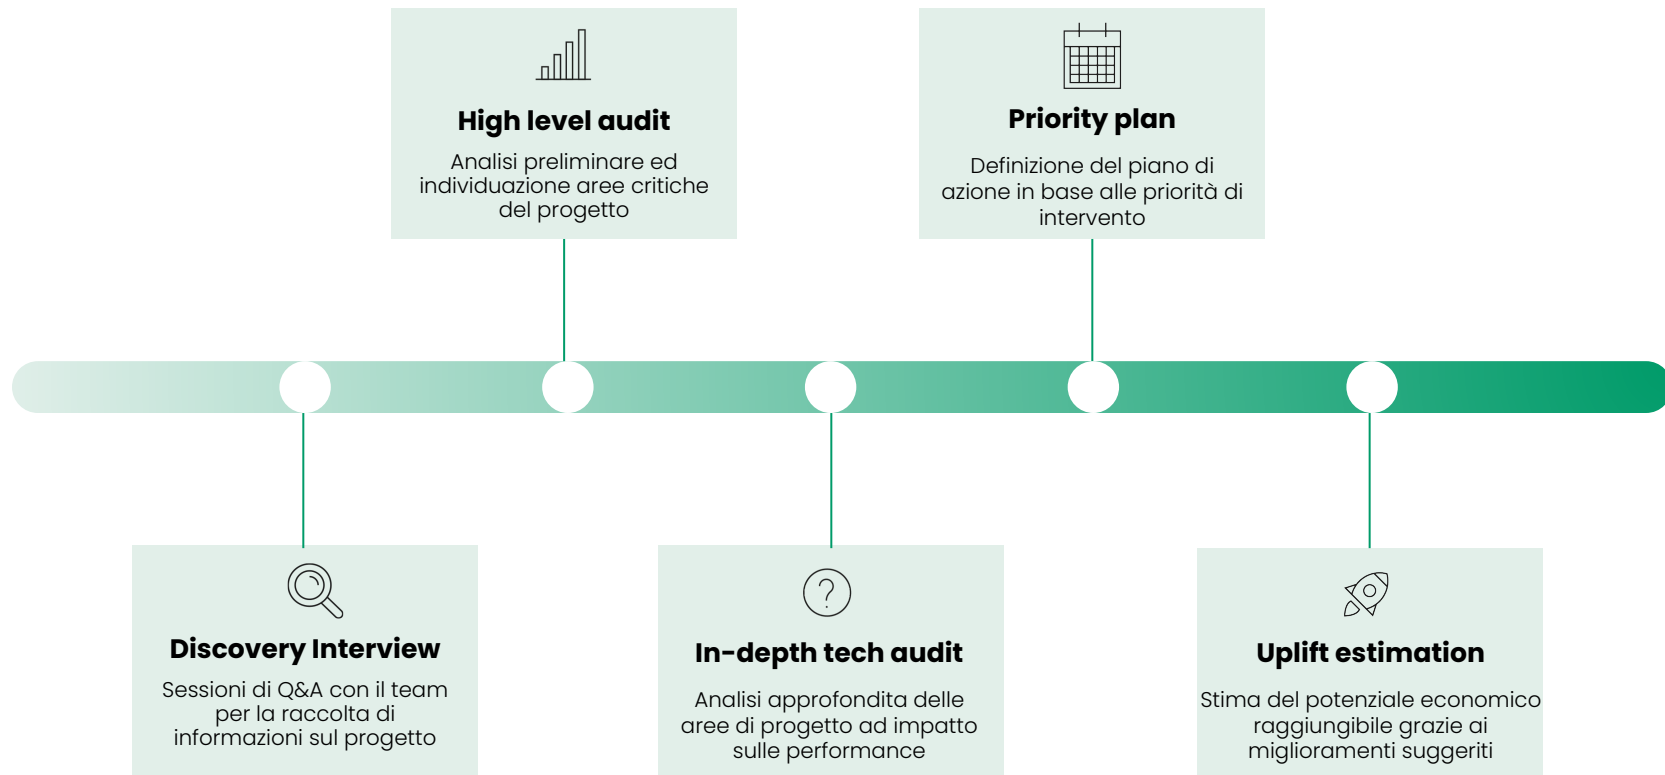 High level audit
Analisi preliminare ed
individuazione aree critiche
del progetto
Priority plan
Definizione del piano di
azione in base alle priorità di
intervento
Discovery Interview
Sessioni di Q&A con il team
per la raccolta di
informazioni sul progetto
In-depth tech audit
Analisi approfondita delle
aree di progetto ad impatto
sulle performance
Uplift estimation
Stima del potenziale economico
raggiungibile grazie ai
miglioramenti suggeriti